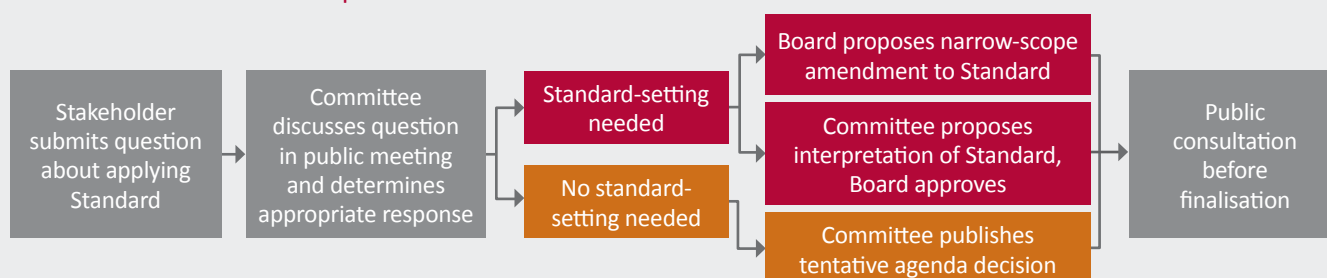 Stakeholder
submits question
about applying
Standard
Committee
discusses question
in public meeting
and determines
appropriate response
Standard-setting
needed
No standard-
setting needed
Board proposes narrow-scope
amendment to Standard
Committee proposes
interpretation of Standard,
Board approves
Committee publishes
tentative agenda decision
Public
consultation
before
finalisation